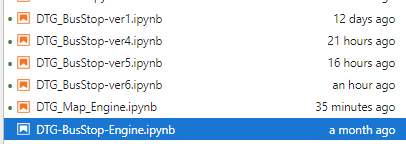 DTG_BusStop-ver1.ipynb 12 days ago
DTG_BusStop-ver4.ipynb 21 hours ago
DTG_BusStop-ver5.ipynb 16 hours ago
DTG_BusStop-ver6.ipynb an hour ago
DTG_Map_Engine.ipynb 35 minutes ago
DTG-BusStop-Engine.ipynb a month ago